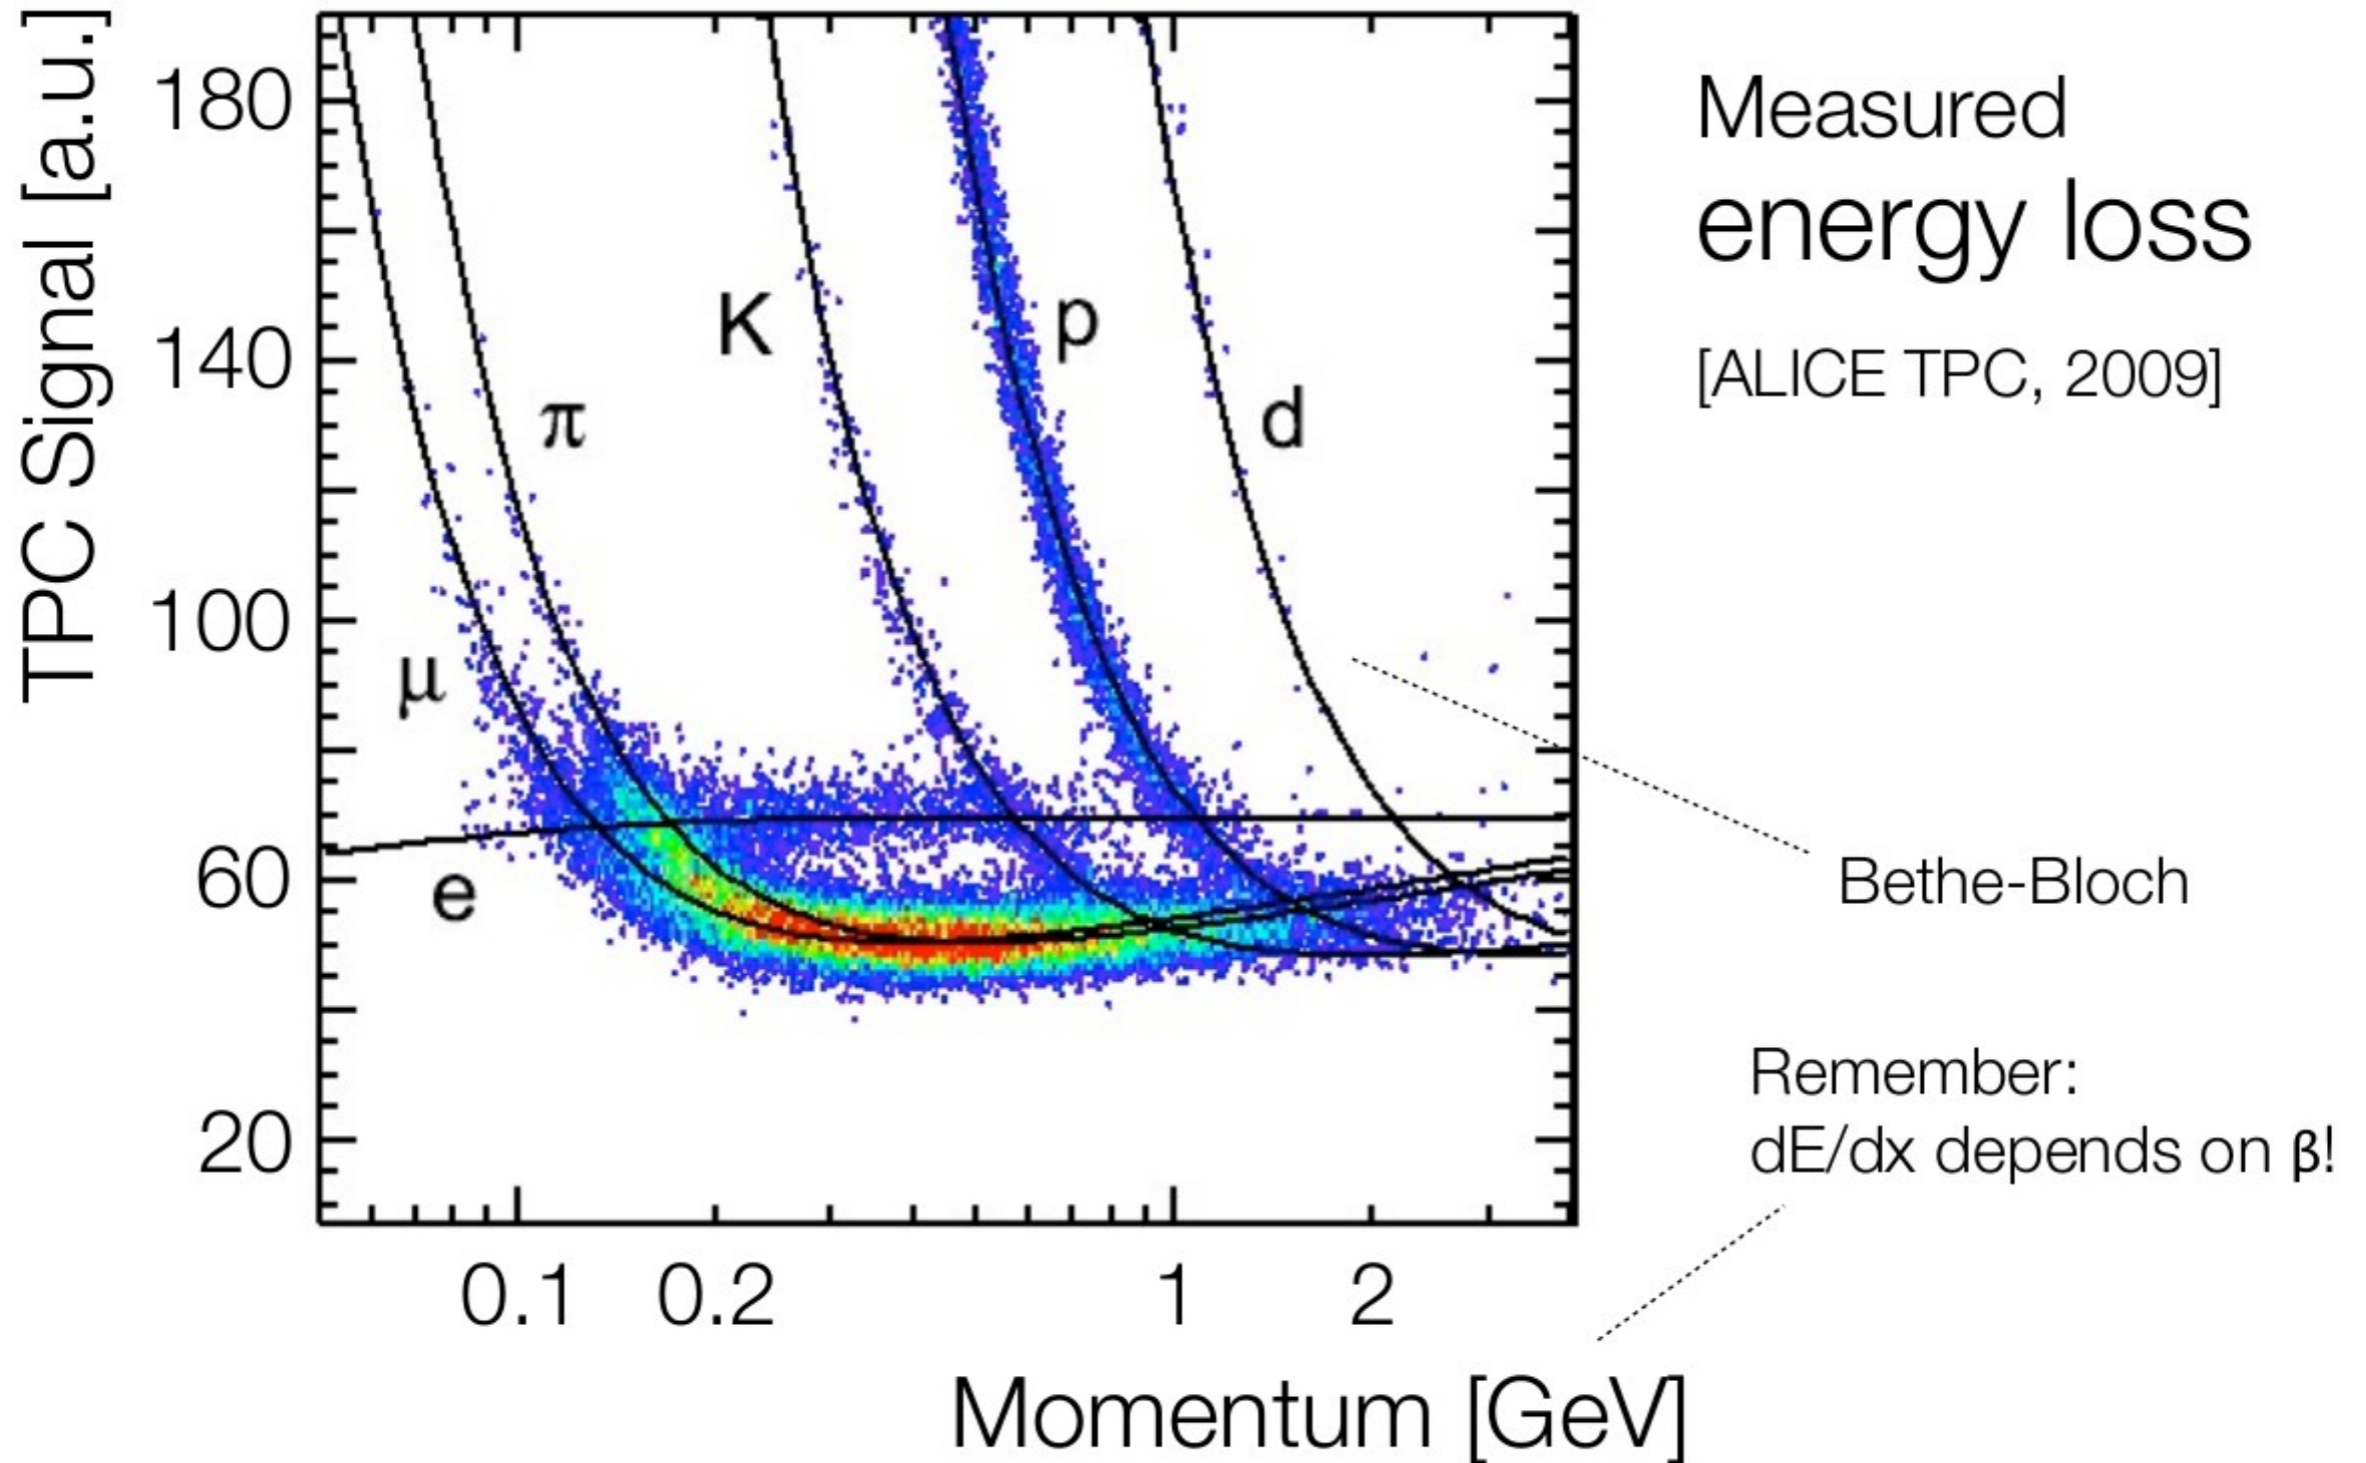 TPC Signal [a.u.]
180
140
100
60
20
K
p
π
d
μ
e
0.1
0.2
1
2
Momentum [GeV]
Measured
energy loss
[ALICE TPC, 2009]
Bethe-Bloch
Remember:
dE/dx depends on β!